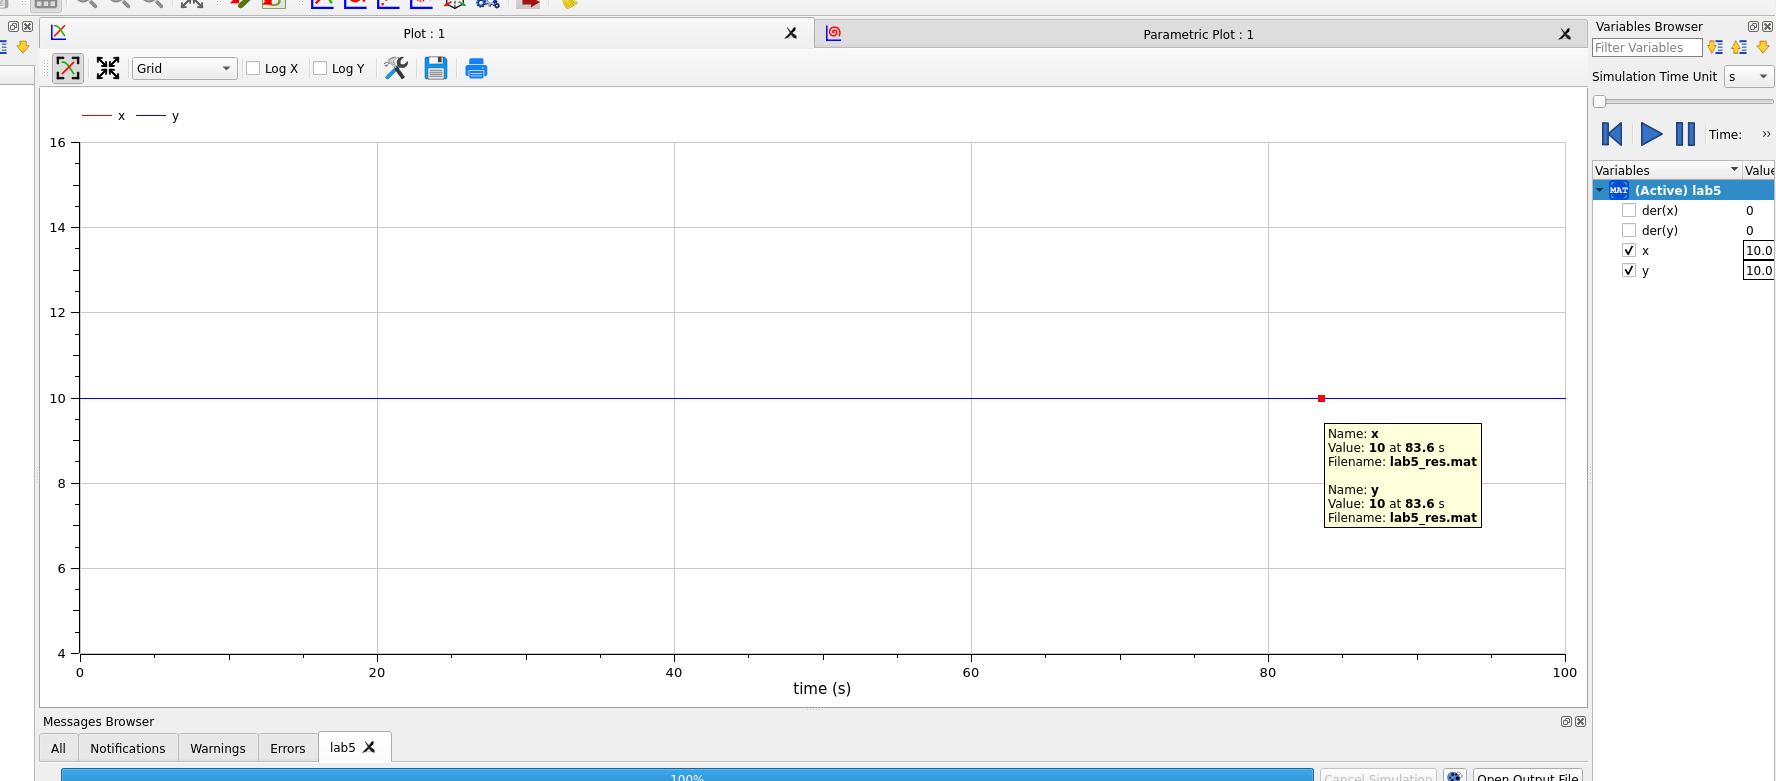 Plot : 1
Parametric Plot : 1
Grid
Log X
Log Y
x y
16
14
12
10
8
6
4
0 20 40 60 80 100
time (s)
Name: x
Value: 10 at 83.6 s
Filename: lab5_res.mat
Name: y
Value: 10 at 83.6 s
Filename: lab5_res.mat
Messages Browser
All Notifications Warnings Errors lab5
100% Cancel Simulation Open Output File
Variables Browser
Filter Variables
Simulation Time Unit s
Time: »
Variables Value
MAT (Active) lab5
der(x) 0
der(y) 0
x 10.0
y 10.0